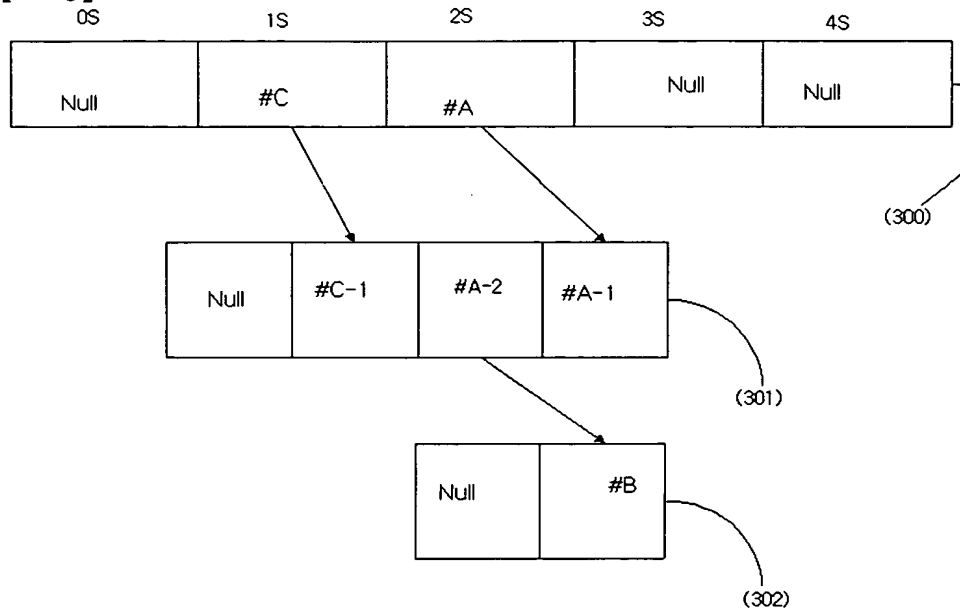 0S 1S 2S 3S 4S
Null #C #A Null Null
(300)
Null #C-1 #A-2 #A-1
(301)
Null #B
(302)